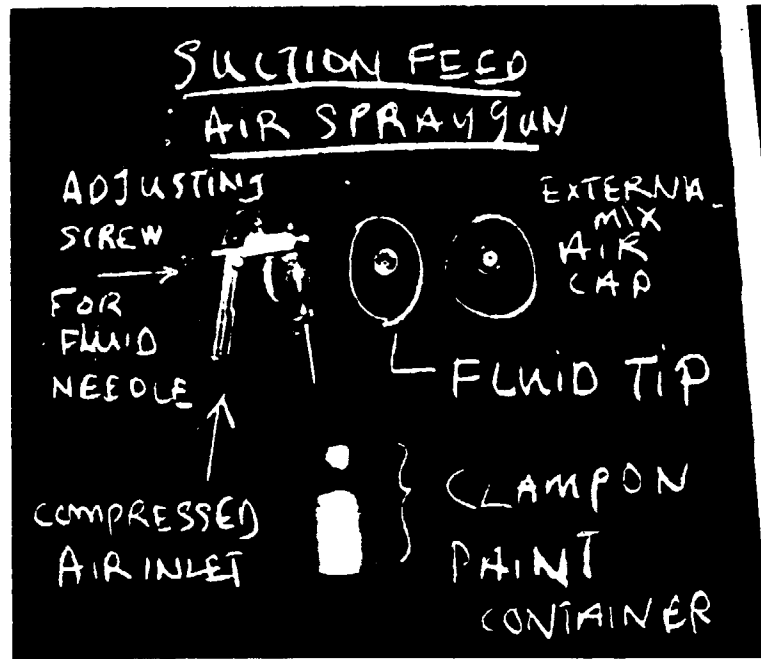 SUCTION FEED
AIR SPRAYGUN
ADJUSTING
SCREW
FOR
FLUID
NEEDLE
EXTERNA
MIX
AIR
CAP
FLUID TIP
COMPRESSED
AIR INLET
CLAMPON
PAINT
CONTAINER